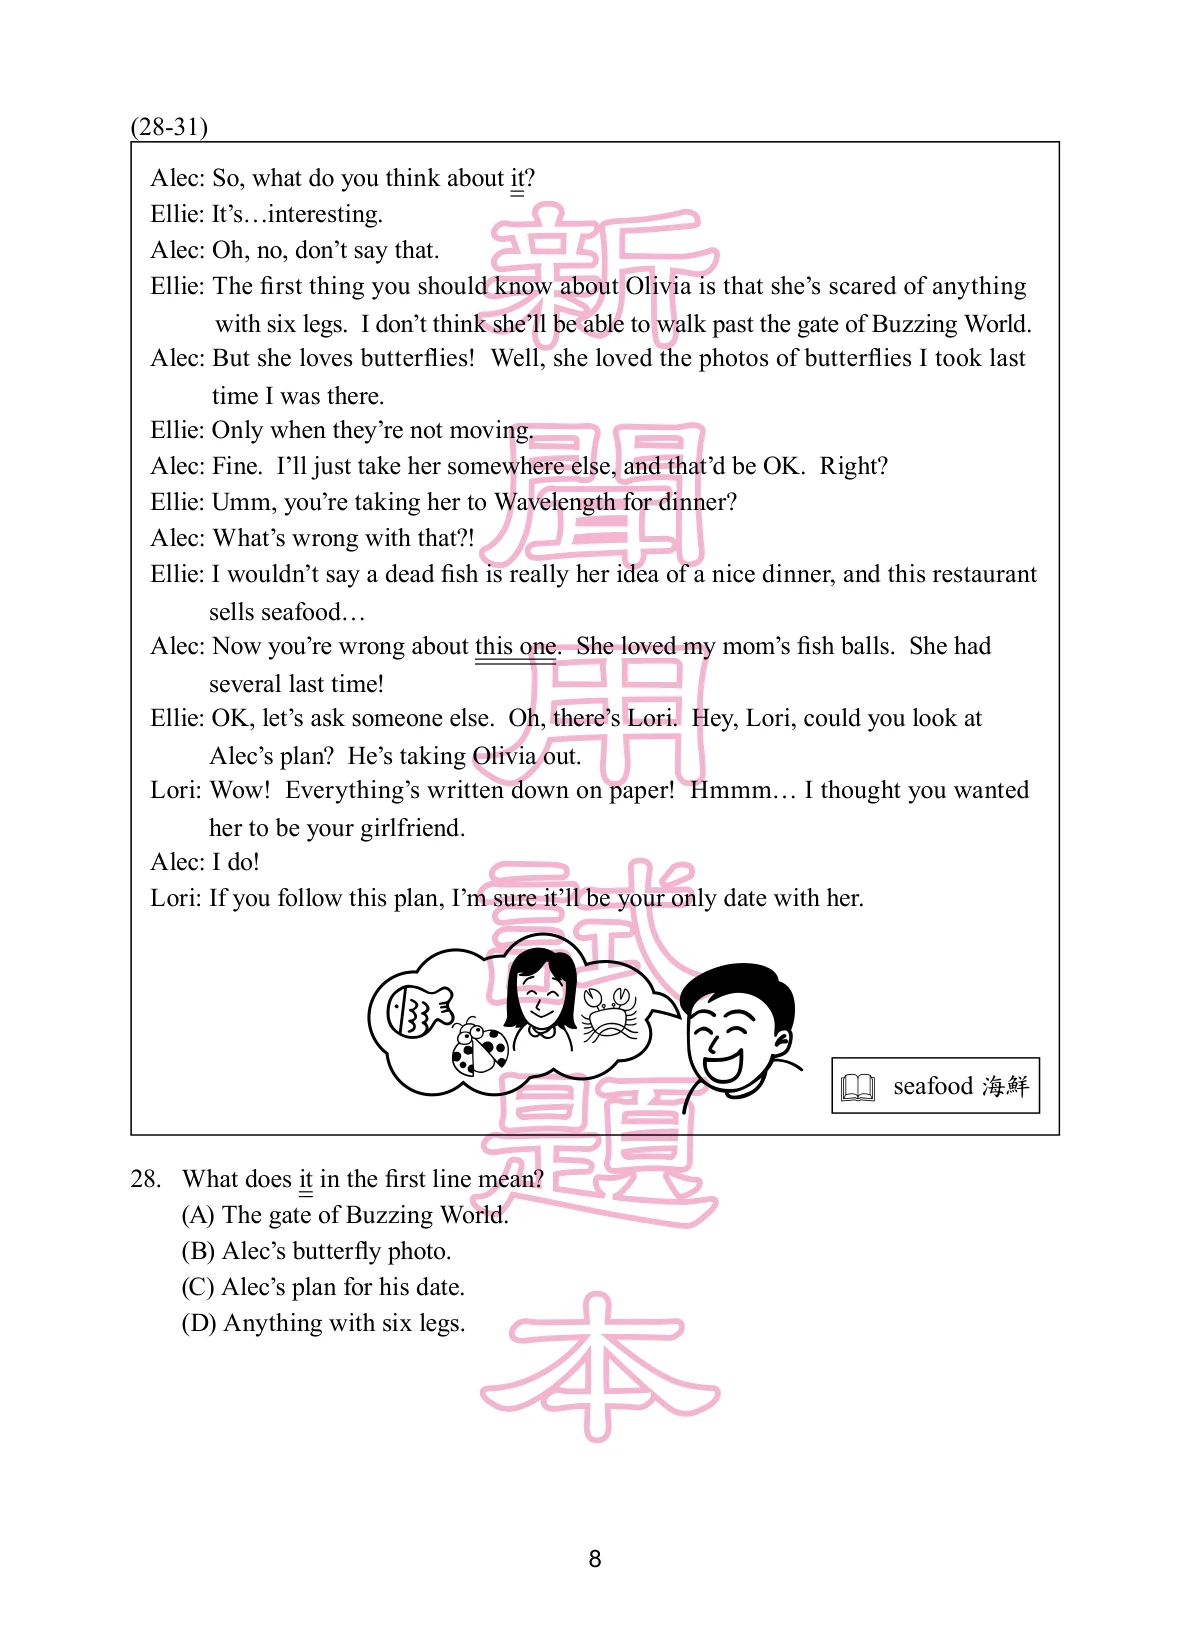 (28-31)
Alec: So, what do you think about it?
Ellie: It’s…interesting.
Alec: Oh, no, don’t say that.
Ellie: The first thing you should know about Olivia is that she’s scared of anything
with six legs. I don’t think she’ll be able to walk past the gate of Buzzing World.
Alec: But she loves butterflies! Well, she loved the photos of butterflies I took last
time I was there.
Ellie: Only when they’re not moving.
Alec: Fine. I’ll just take her somewhere else, and that’d be OK. Right?
Ellie: Umm, you’re taking her to Wavelength for dinner?
Alec: What’s wrong with that?!
Ellie: I wouldn’t say a dead fish is really her idea of a nice dinner, and this restaurant
sells seafood…
Alec: Now you’re wrong about this one. She loved my mom’s fish balls. She had
several last time!
Ellie: OK, let’s ask someone else. Oh, there’s Lori. Hey, Lori, could you look at
Alec’s plan? He’s taking Olivia out.
Lori: Wow! Everything’s written down on paper! Hmmm… I thought you wanted
her to be your girlfriend.
Alec: I do!
Lori: If you follow this plan, I’m sure it’ll be your only date with her.
seafood 海鮮
28. What does it in the first line mean?
(A) The gate of Buzzing World.
(B) Alec’s butterfly photo.
(C) Alec’s plan for his date.
(D) Anything with six legs.
新聞用試題本
8